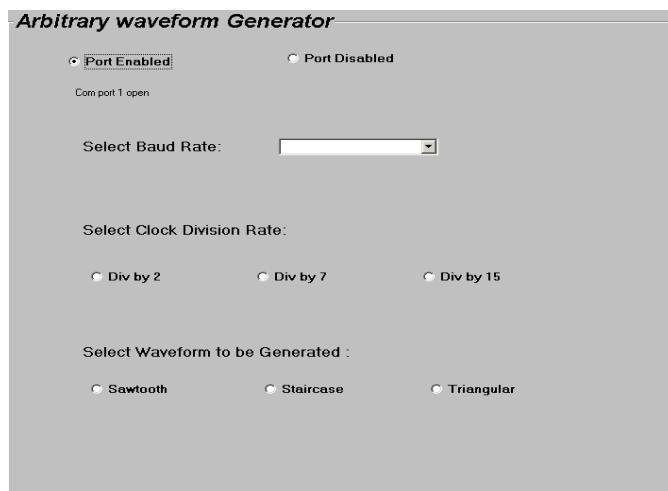 Arbitrary waveform Generator
Port Enabled Port Disabled
Com port 1 open
Select Baud Rate:
Select Clock Division Rate:
Div by 2 Div by 7 Div by 15
Select Waveform to be Generated :
Sawtooth Staircase Triangular